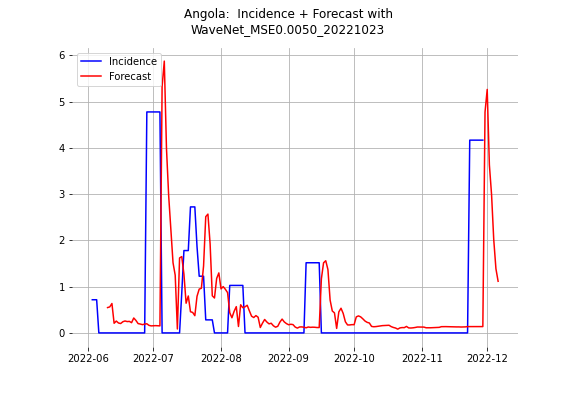 Angola:  Incidence + Forecast with
WaveNet_MSE0.0050_20221023
Incidence
Forecast
6
5
4
3
2
1
0
2022-06 2022-07 2022-08 2022-09 2022-10 2022-11 2022-12